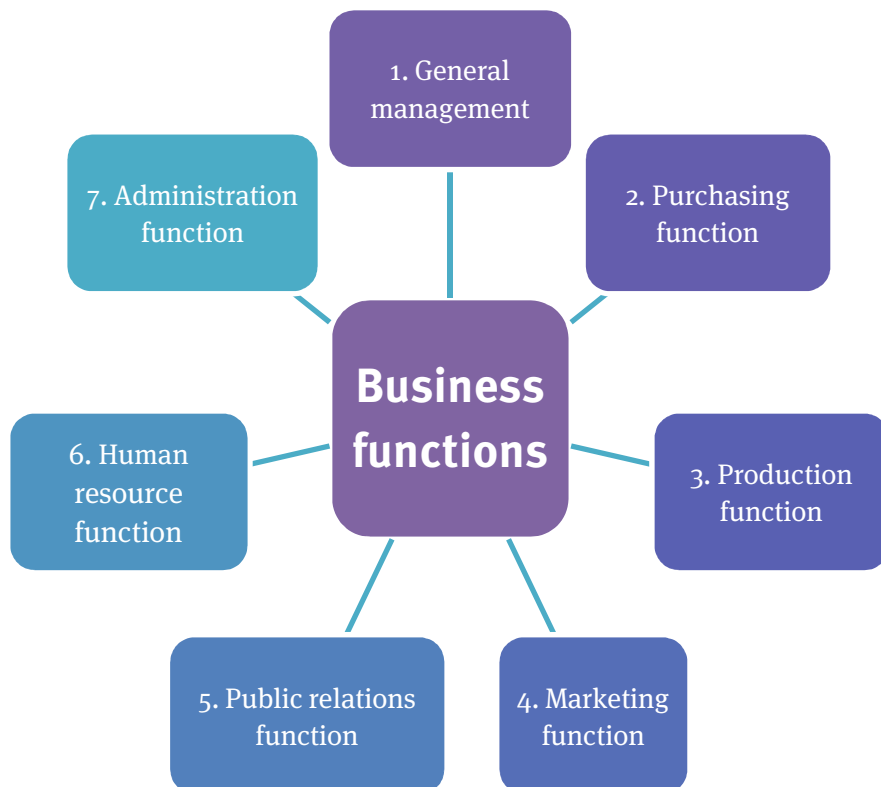 1. General
management
2. Purchasing
function
3. Production
function
4. Marketing
function
5. Public relations
function
6. Human
resource
function
7. Administration
function
Business
functions